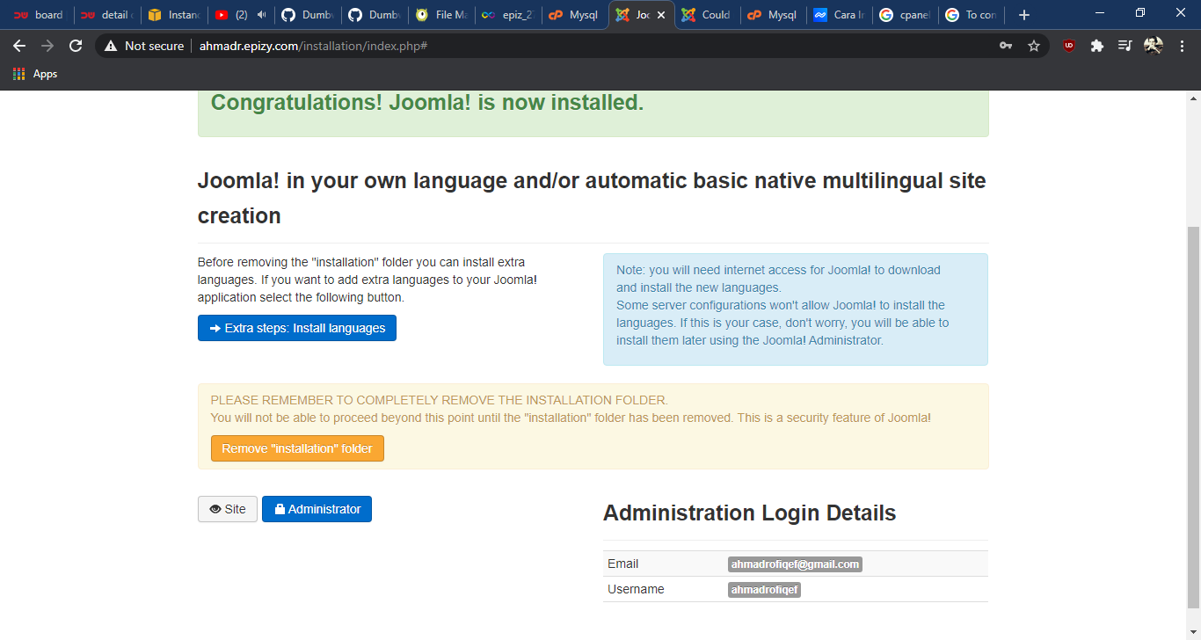 board
detail
Instan
(2)
Dumb
Dumb
File Ma
epiz_2
Mysql
Joo
Could
Mysql
Cara I
cpane
To con
Not secure
ahmadr.epizy.com/installation/index.php#
Apps
Congratulations! Joomla! is now installed.
Joomla! in your own language and/or automatic basic native multilingual site
creation
Before removing the "installation" folder you can install extra
languages. If you want to add extra languages to your Joomla!
application select the following button.
Extra steps: Install languages
Note: you will need internet access for Joomla! to download
and install the new languages.
Some server configurations won't allow Joomla! to install the
languages. If this is your case, don't worry, you will be able to
install them later using the Joomla! Administrator.
PLEASE REMEMBER TO COMPLETELY REMOVE THE INSTALLATION FOLDER.
You will not be able to proceed beyond this point until the "installation" folder has been removed. This is a security feature of Joomla!
Remove "installation" folder
Site
Administrator
Administration Login Details
Email ahmadrofiqef@gmail.com
Username ahmadrofiqef